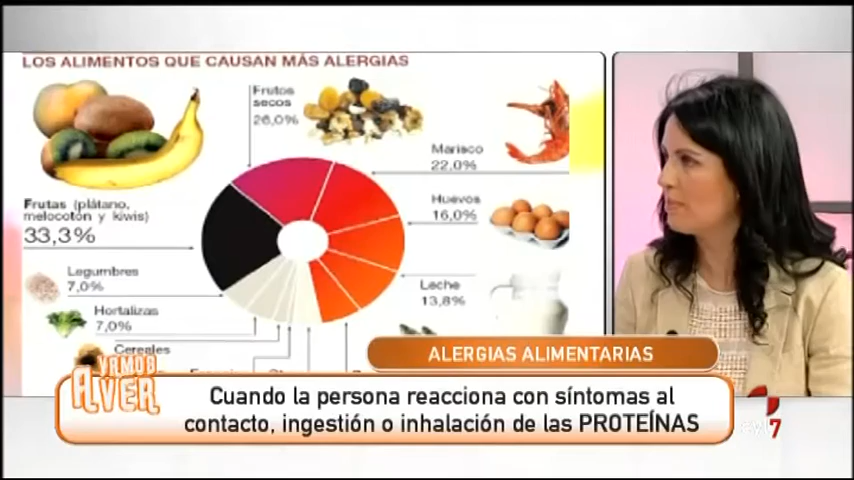 LOS ALIMENTOS QUE CAUSAN MÁS ALERGIAS
Frutos
secos
26,0%
Marisco
22,0%
Frutas (plátano,
melocotón y kiwis)
33,3%
Huevos
16,0%
Legumbres
7,0%
Leche
13,8%
Hortalizas
7,0%
Cereales
ALERGIAS ALIMENTARIAS
VAMOS
A VER
Cuando la persona reacciona con síntomas al
contacto, ingestión o inhalación de las PROTEÍNAS
7